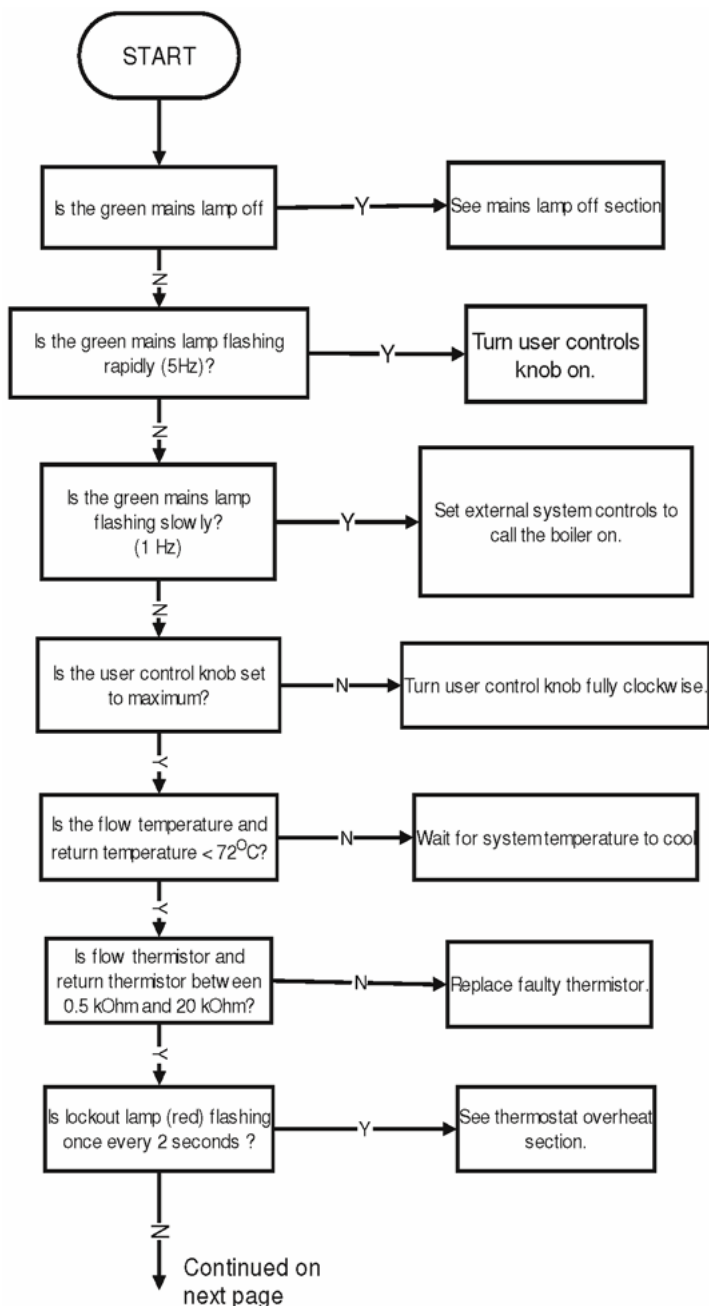 START
Is the green mains lamp off
Y
See mains lamp off section
N
Is the green mains lamp flashing
rapidly (5Hz)?
Y
Turn user controls
knob on.
N
Is the green mains lamp
flashing slowly?
(1 Hz)
Y
Set external system controls to
call the boiler on.
N
Is the user control knob set
to maximum?
N
Turn user control knob fully clockwise.
Y
Is the flow temperature and
return temperature < 72°C?
N
Wait for system temperature to cool
Y
Is flow thermistor and
return thermistor between
0.5 kOhm and 20 kOhm?
N
Replace faulty thermistor.
Y
Is lockout lamp (red) flashing
once every 2 seconds ?
Y
See thermostat overheat
section.
N
Continued on
next page